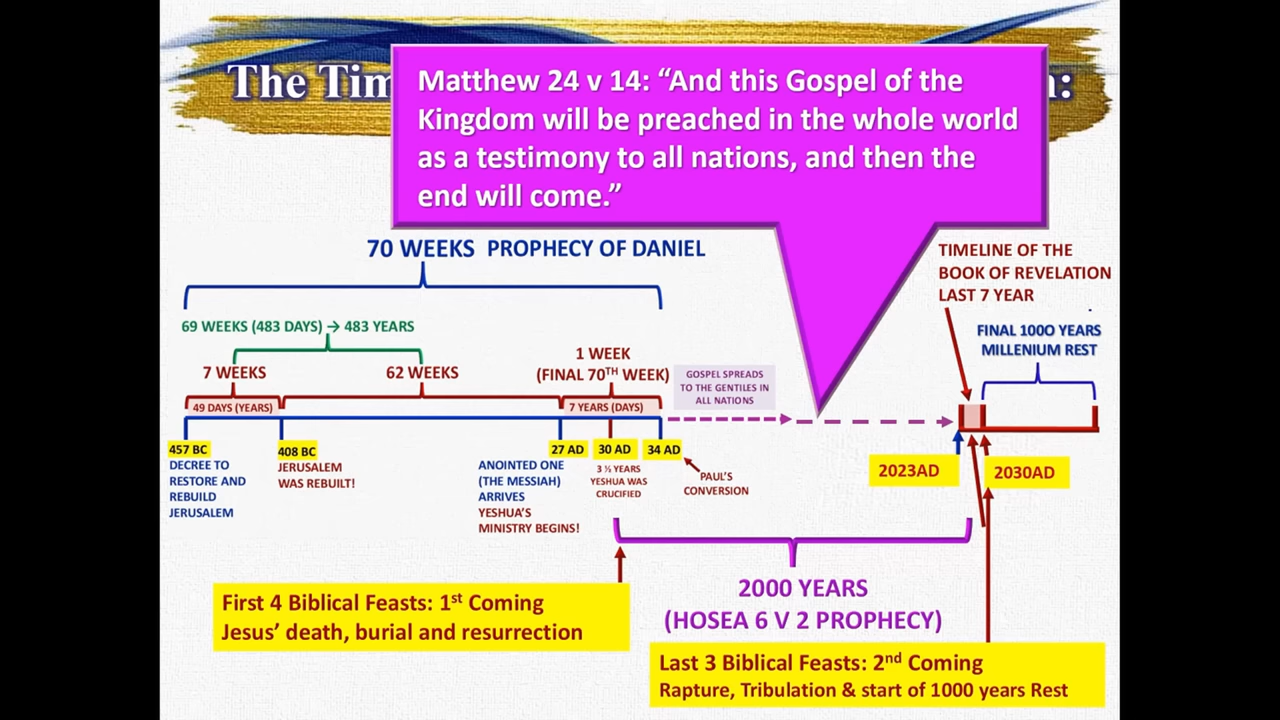 The Tim
n:
Matthew 24 v 14: “And this Gospel of the
Kingdom will be preached in the whole world
as a testimony to all nations, and then the
end will come.”
70 WEEKS PROPHECY OF DANIEL
TIMELINE OF THE
BOOK OF REVELATION
LAST 7 YEAR
69 WEEKS (483 DAYS) → 483 YEARS
FINAL 100O YEARS
MILLENIUM REST
7 WEEKS
62 WEEKS
1 WEEK
(FINAL 70TH WEEK)
GOSPEL SPREADS
TO THE GENTILES IN
ALL NATIONS
49 DAYS (YEARS)
7 YEARS (DAYS)
457 BC
DECREE TO
RESTORE AND
REBUILD
JERUSALEM
408 BC
JERUSALEM
WAS REBUILT!
27 AD
ANOINTED ONE
(THE MESSIAH)
ARRIVES
YESHUA’S
MINISTRY BEGINS!
30 AD
3 ½ YEARS
YESHUA WAS
CRUCIFIED
34 AD
PAUL’S
CONVERSION
2023AD
2030AD
2000 YEARS
(HOSEA 6 V 2 PROPHECY)
First 4 Biblical Feasts: 1st Coming
Jesus’ death, burial and resurrection
Last 3 Biblical Feasts: 2nd Coming
Rapture, Tribulation & start of 1000 years Rest